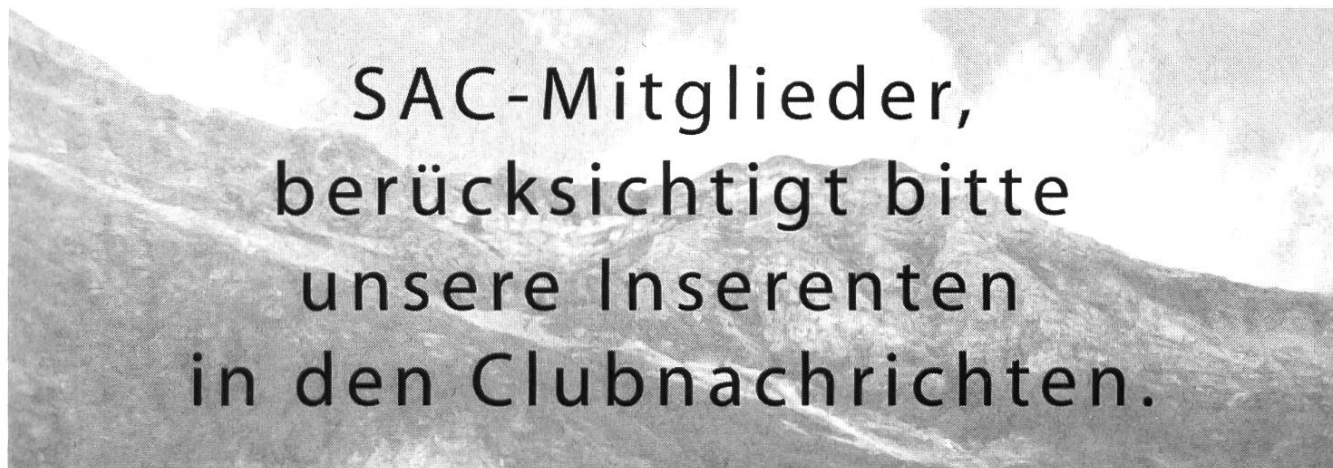 SAC-Mitglieder,
berücksichtigt bitte
unsere Inserenten
in den Clubnachrichten.